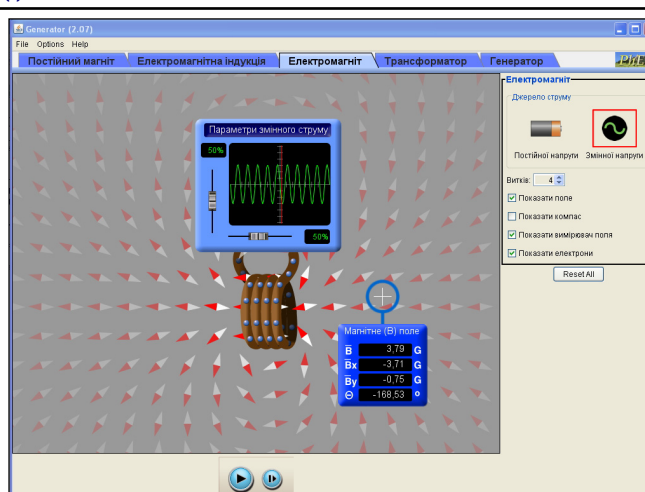 Generator (2.07)
File Options Help
Постійний магніт Електромагнітна індукція Електромагніт Трансформатор Генератор
Електромагніт
Джерело струму
Постійної напруги Змінної напруги
Витків: 4
Показати поле
Показати компас
Показати вимірювач поля
Показати електрони
Reset All
Параметри змінного струму
50%
50%
Магнітне (B) поле
B 3,79 G
Bx -3,71 G
By -0,75 G
Θ -168,53 º